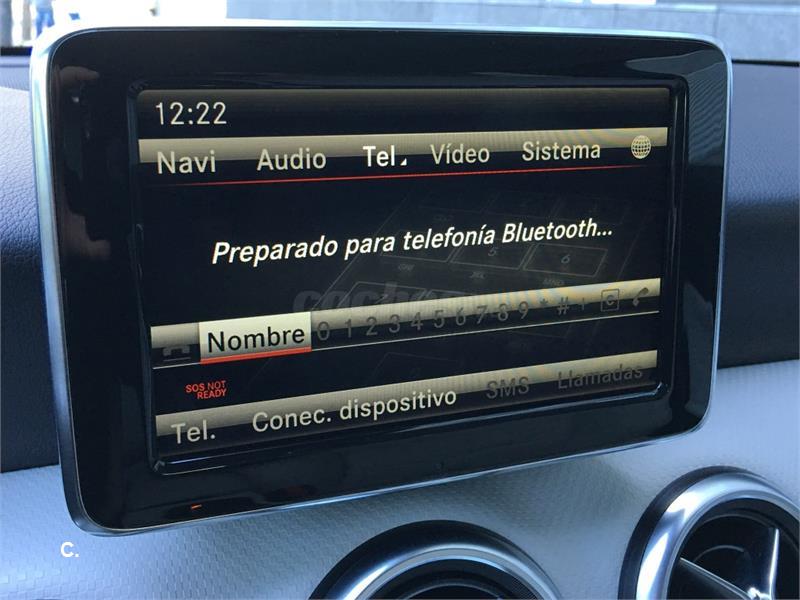 12:22
Navi Audio Tel Vídeo Sistema
Preparado para telefonía Bluetooth...
Nombre 0 1 2 3 4 5 6 7 8 9 * # + C
SOS NOT
READY
Tel. Conec. dispositivo SMS Llamadas
C.